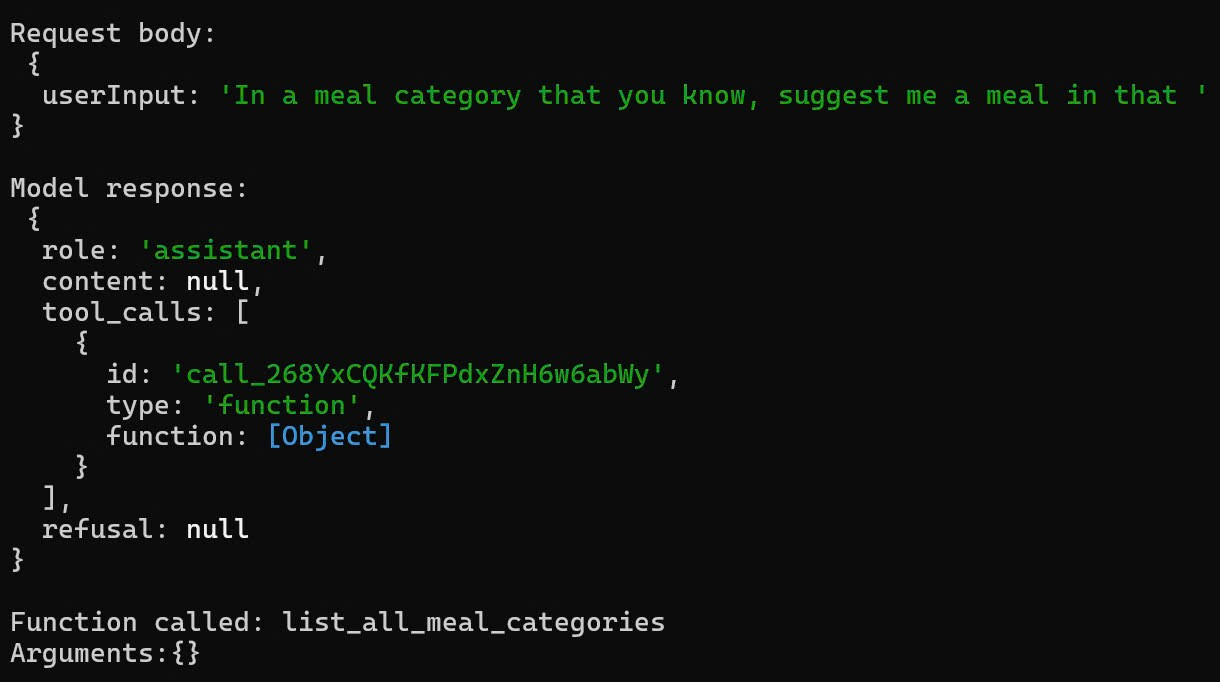 Request body:
{
userInput: 'In a meal category that you know, suggest me a meal in that '
}
Model response:
{
role: 'assistant',
content: null,
tool_calls: [
{
id: 'call_268YxCQKfKFPdxZnH6w6abWy',
type: 'function',
function: [Object]
}
],
refusal: null
}
Function called: list_all_meal_categories
Arguments:{}